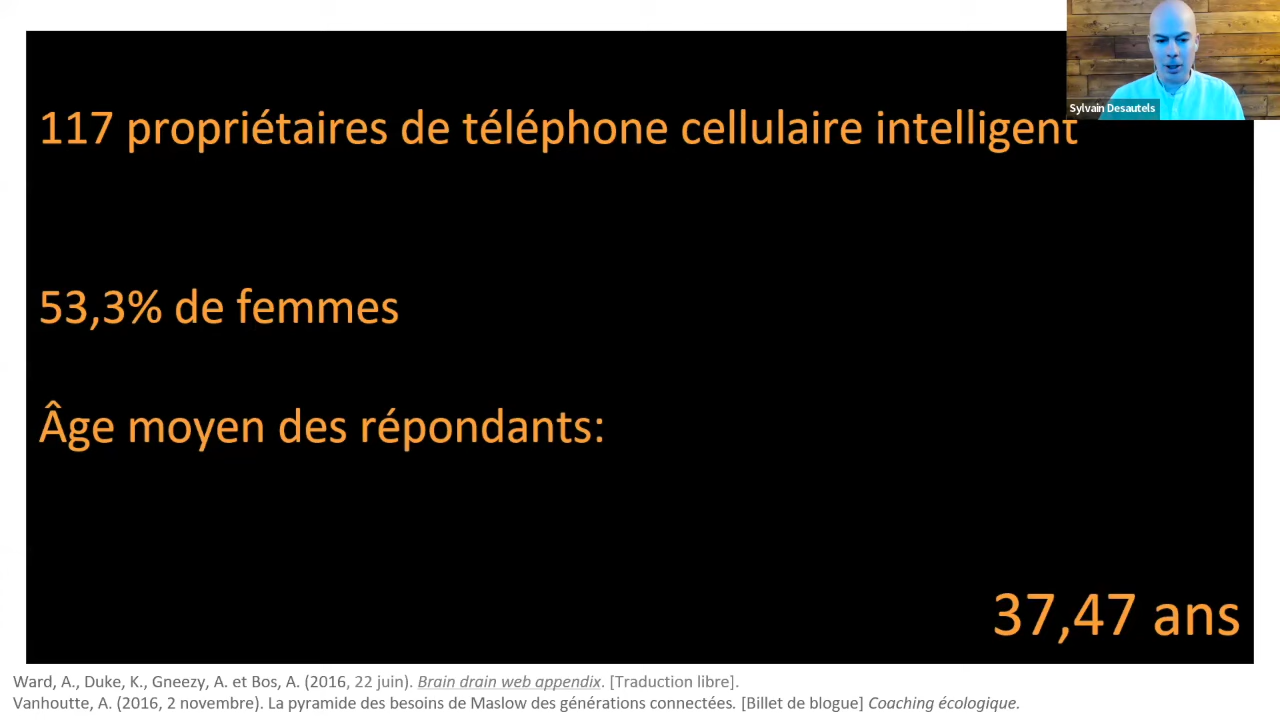 Sylvain Desautels
117 propriétaires de téléphone cellulaire intelligent
53,3% de femmes
Âge moyen des répondants:
37,47 ans
Ward, A., Duke, K., Gneezy, A. et Bos, A. (2016, 22 juin). Brain drain web appendix. [Traduction libre].
Vanhoutte, A. (2016, 2 novembre). La pyramide des besoins de Maslow des générations connectées. [Billet de blogue] Coaching écologique.